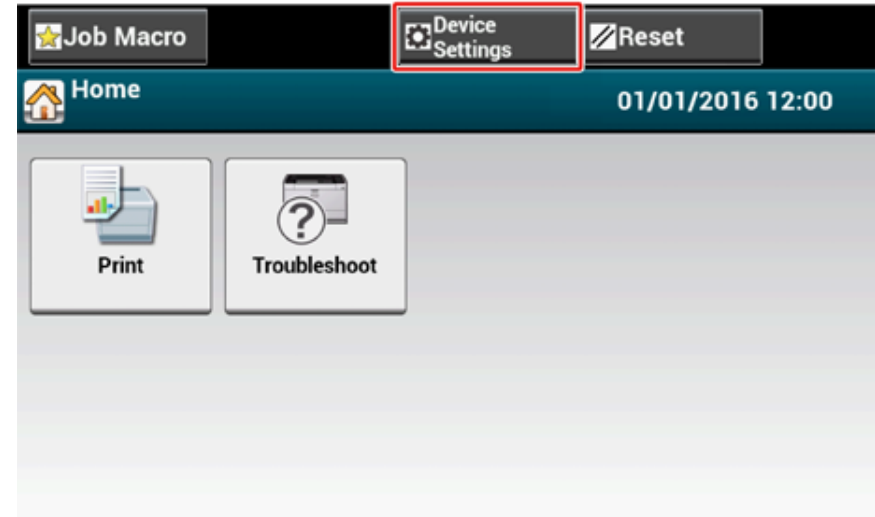 Job Macro
Device
Settings
Reset
Home
01/01/2016 12:00
Print
Troubleshoot